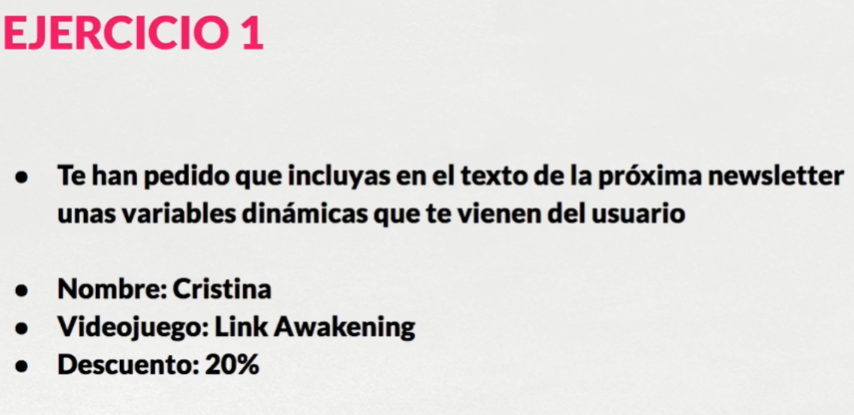 EJERCICIO 1
● Te han pedido que incluyas en el texto de la próxima newsletter
unas variables dinámicas que te vienen del usuario
● Nombre: Cristina
● Videojuego: Link Awakening
● Descuento: 20%